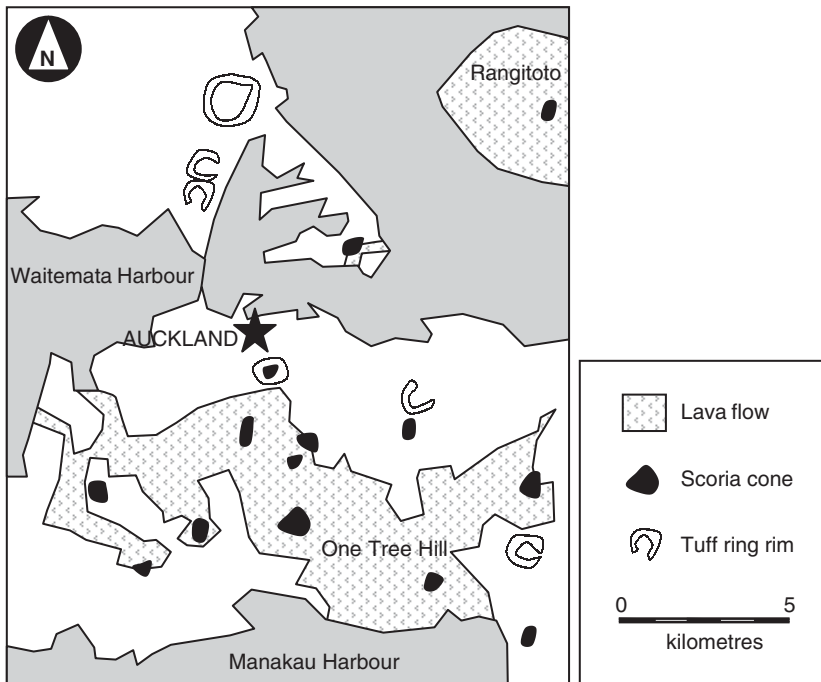 N
Rangitoto
Waitemata Harbour
AUCKLAND
One Tree Hill
Manakau Harbour
Lava flow
Scoria cone
Tuff ring rim
0 5
kilometres